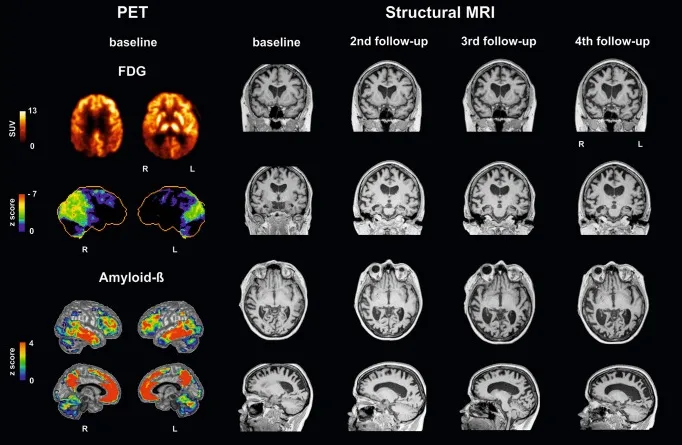 PET
Structural MRI
baseline
baseline
2nd follow-up
3rd follow-up
4th follow-up
FDG
13
SUV
0
R
L
R
L
- 7
z score
0
R
L
Amyloid-ß
4
z score
0
R
L